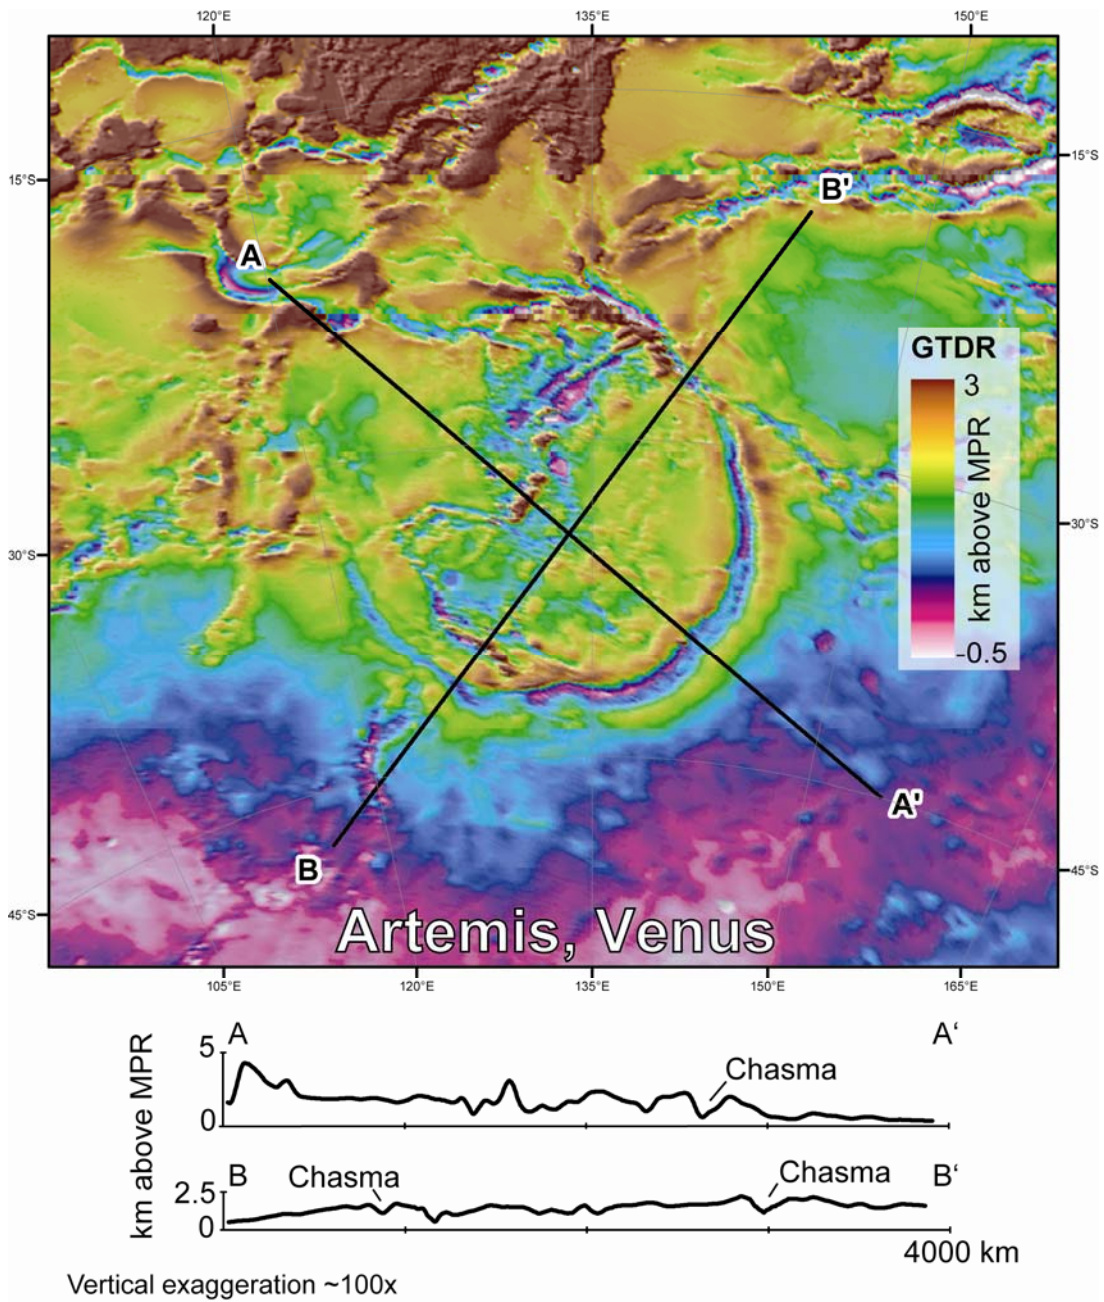 120°E 135°E 150°E
15°S
15°S
B'
A
GTDR
3
km above MPR
-0.5
30°S
30°S
A'
B
45°S
45°S
Artemis, Venus
105°E 120°E 135°E 150°E 165°E
A A‘
km above MPR
5
0
Chasma
B B‘
2.5
0
Chasma
Chasma
4000 km
Vertical exaggeration ~100x